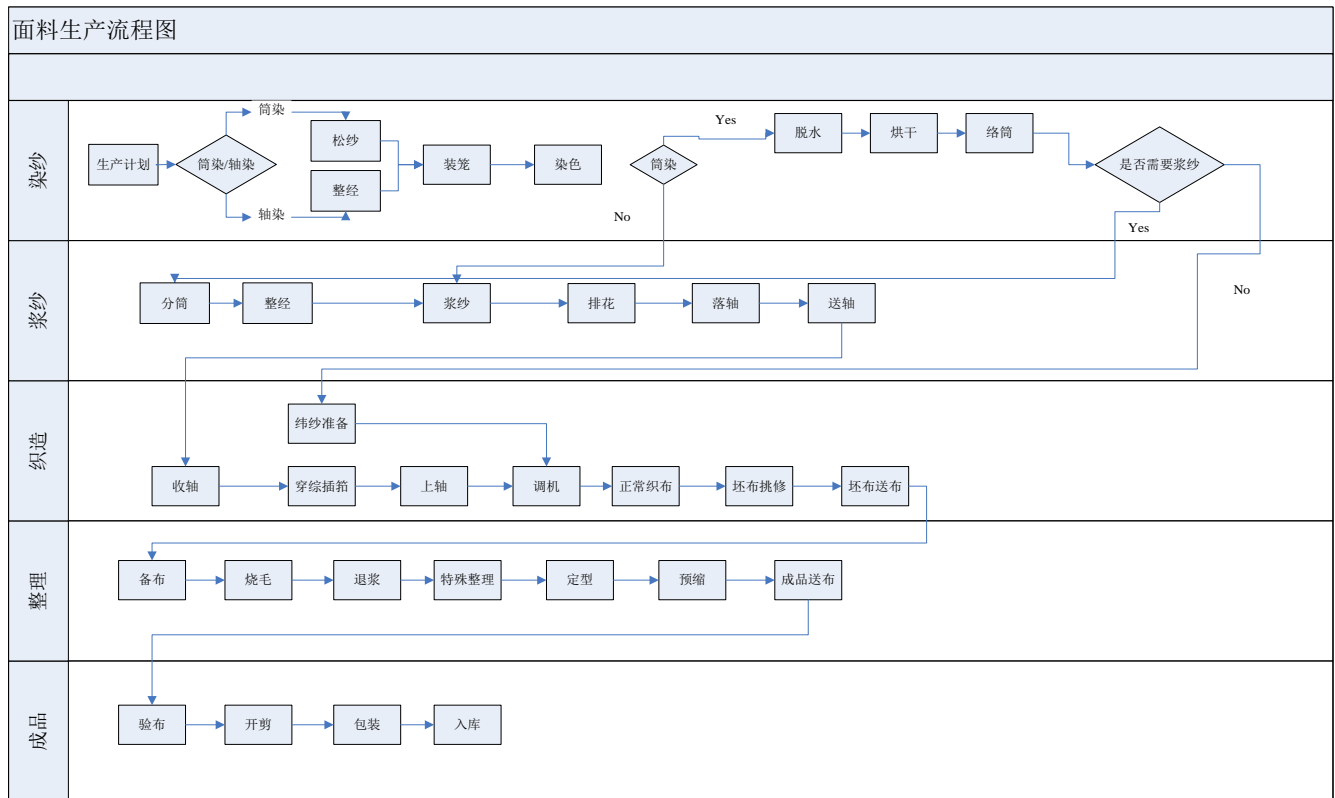 面料生产流程图
染纱
生产计划
筒染/轴染
筒染
轴染
松纱
整经
装笼
染色
筒染
Yes
No
脱水
烘干
络筒
是否需要浆纱
Yes
No
浆纱
分筒
整经
浆纱
排花
落轴
送轴
织造
纬纱准备
收轴
穿综插筘
上轴
调机
正常织布
坯布挑修
坯布送布
整理
备布
烧毛
退浆
特殊整理
定型
预缩
成品送布
成品
验布
开剪
包装
入库